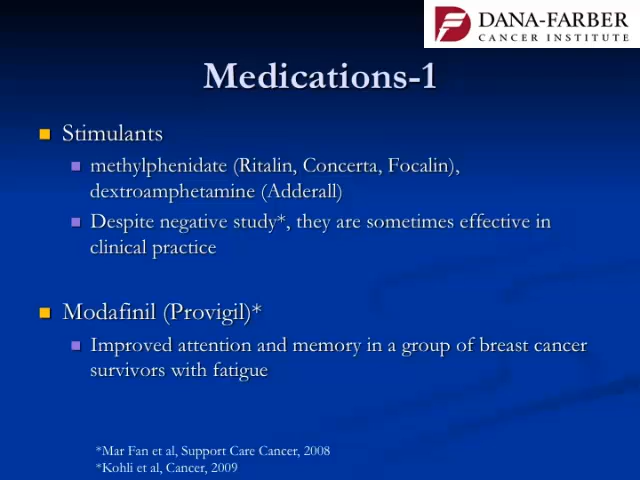 DANA-FARBER
CANCER INSTITUTE
Medications-1
Stimulants
methylphenidate (Ritalin, Concerta, Focalin),
dextroamphetamine (Adderall)
Despite negative study*, they are sometimes effective in
clinical practice
Modafinil (Provigil)*
Improved attention and memory in a group of breast cancer
survivors with fatigue
*Mar Fan et al, Support Care Cancer, 2008
*Kohli et al, Cancer, 2009